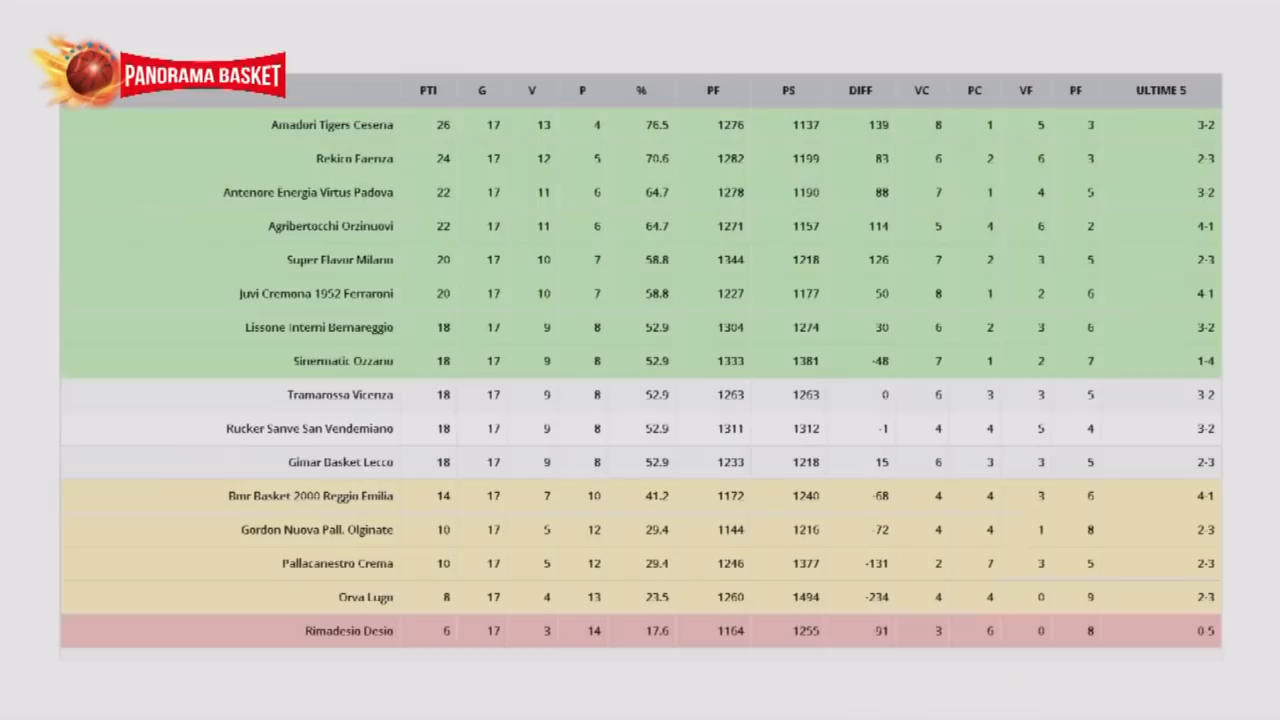 PANORAMA BASKET
PTI G V P % PF PS DIFF VC PC VF PF ULTIME 5
Amadori Tigers Cesena 26 17 13 4 76.5 1276 1137 139 8 1 5 3 3-2
Rekico Faenza 24 17 12 5 70.6 1282 1199 83 6 2 6 3 2-3
Antenore Energia Virtus Padova 22 17 11 6 64.7 1278 1190 88 7 1 4 5 3-2
Agribertocchi Orzinuovi 22 17 11 6 64.7 1271 1157 114 5 4 6 2 4-1
Super Flavor Milano 20 17 10 7 58.8 1344 1218 126 7 2 3 5 2-3
Juvi Cremona 1952 Ferraroni 20 17 10 7 58.8 1227 1177 50 8 1 2 6 4-1
Lissone Interni Bernareggio 18 17 9 8 52.9 1304 1274 30 6 2 3 6 3-2
Sinermatic Ozzano 18 17 9 8 52.9 1333 1381 -48 7 1 2 7 1-4
Tramarossa Vicenza 18 17 9 8 52.9 1263 1263 0 6 3 3 5 3-2
Rucker Sanve San Vendemiano 18 17 9 8 52.9 1311 1312 -1 4 4 5 4 3-2
Gimar Basket Lecco 18 17 9 8 52.9 1233 1218 15 6 3 3 5 2-3
Bmr Basket 2000 Reggio Emilia 14 17 7 10 41.2 1172 1240 -68 4 4 3 6 4-1
Gordon Nuova Pall. Olginate 10 17 5 12 29.4 1144 1216 -72 4 4 1 8 2-3
Pallacanestro Crema 10 17 5 12 29.4 1246 1377 -131 2 7 3 5 2-3
Orva Lugo 8 17 4 13 23.5 1260 1494 -234 4 4 0 9 2-3
Rimadesio Desio 6 17 3 14 17.6 1164 1255 91 3 6 0 8 0-5